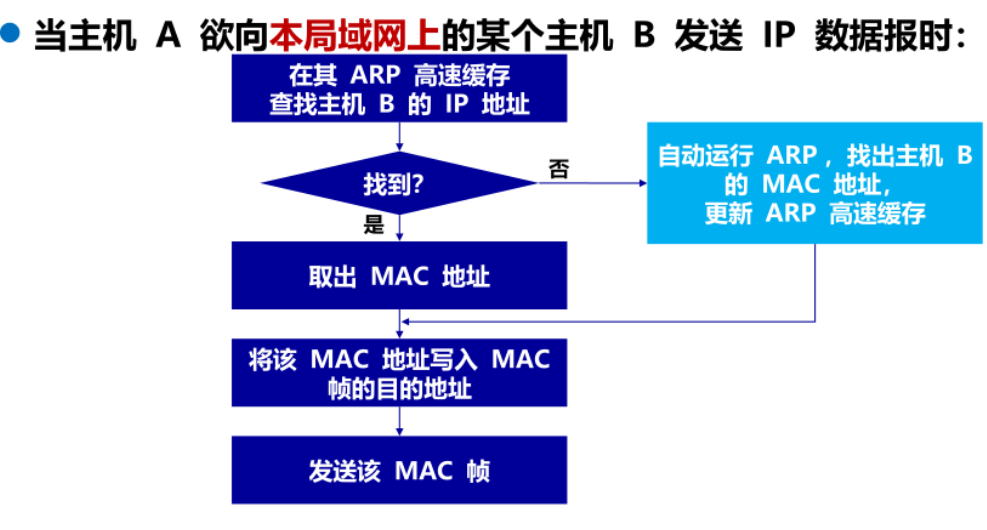 当主机 A 欲向本局域网上的某个主机 B 发送 IP 数据报时：
在其 ARP 高速缓存
查找主机 B 的 IP 地址
找到？
否
自动运行 ARP，找出主机 B
的 MAC 地址，
更新 ARP 高速缓存
是
取出 MAC 地址
将该 MAC 地址写入 MAC
帧的目的地址
发送该 MAC 帧